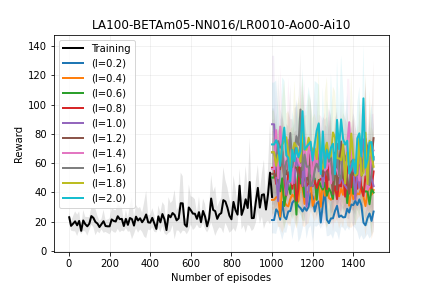 LA100-BETAm05-NN016/LR0010-Ao00-Ai10
Reward
140
120
100
80
60
40
20
0
Training
(l=0.2)
(l=0.4)
(l=0.6)
(l=0.8)
(l=1.0)
(l=1.2)
(l=1.4)
(l=1.6)
(l=1.8)
(l=2.0)
0 200 400 600 800 1000 1200 1400
Number of episodes